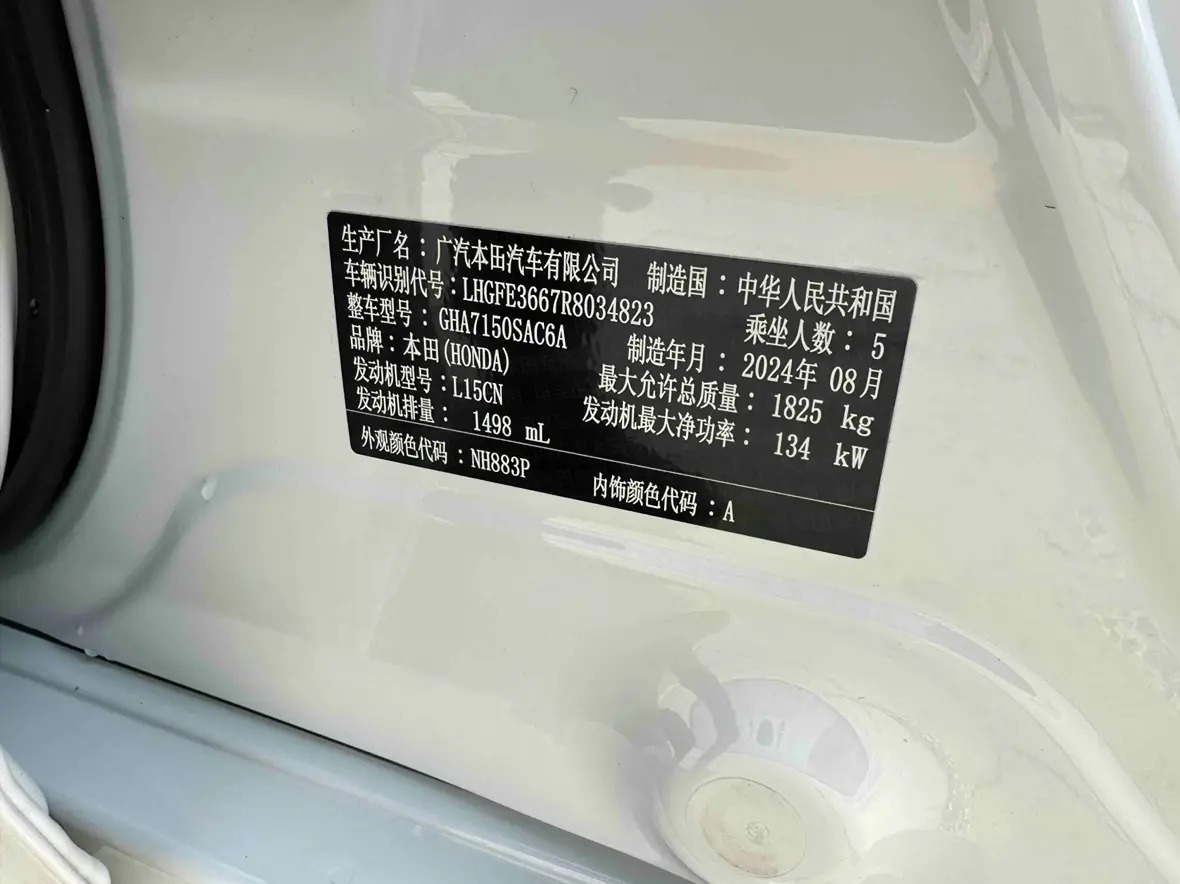 生产厂名：广汽本田汽车有限公司 制造国：中华人民共和国
车辆识别代号：LHGFE3667R8034823 乘坐人数：5
整车型号：GHA7150SAC6A 制造年月：2024年 08月
品牌：本田(HONDA) 最大允许总质量：1825 kg
发动机型号：L15CN 发动机最大净功率：134 kW
发动机排量：1498 mL
外观颜色代码：NH883P 内饰颜色代码：A